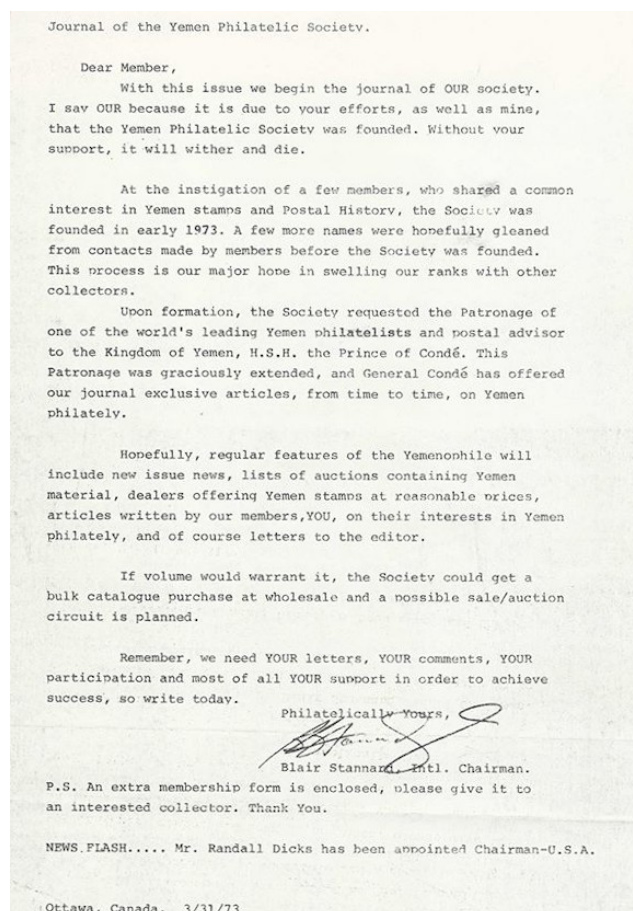 Journal of the Yemen Philatelic Society.
Dear Member,
With this issue we begin the journal of OUR society.
I say OUR because it is due to your efforts, as well as mine,
that the Yemen Philatelic Society was founded. Without your
support, it will wither and die.
At the instigation of a few members, who shared a common
interest in Yemen stamps and Postal History, the Society was
founded in early 1973. A few more names were hopefully gleaned
from contacts made by members before the Society was founded.
This process is our major hope in swelling our ranks with other
collectors.
Upon formation, the Society requested the Patronage of
one of the world's leading Yemen philatelists and postal advisor
to the Kingdom of Yemen, H.S.H. the Prince of Condé. This
Patronage was graciously extended, and General Condé has offered
our journal exclusive articles, from time to time, on Yemen
philately.
Hopefully, regular features of the Yemenophile will
include new issue news, lists of auctions containing Yemen
material, dealers offering Yemen stamps at reasonable prices,
articles written by our members,YOU, on their interests in Yemen
philately, and of course letters to the editor.
If volume would warrant it, the Society could get a
bulk catalogue purchase at wholesale and a possible sale/auction
circuit is planned.
Remember, we need YOUR letters, YOUR comments, YOUR
participation and most of all YOUR support in order to achieve
success, so write today.
Philatelically Yours,
Blair Stannard, Intl. Chairman.
P.S. An extra membership form is enclosed, please give it to
an interested collector. Thank You.
NEWS FLASH..... Mr. Randall Dicks has been appointed Chairman-U.S.A.
Ottawa, Canada, 3/31/73